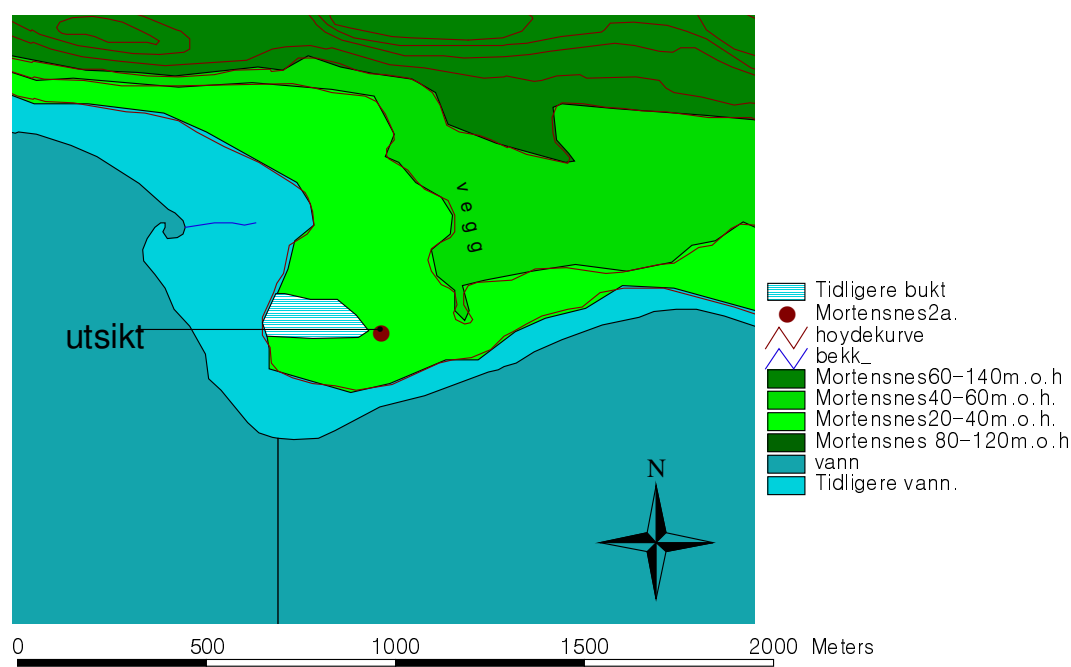 vegg
utsikt
N
Tidligere bukt
Mortensnes2a.
hoydekurve
bekk_
Mortensnes60-140m.o.h
Mortensnes40-60m.o.h.
Mortensnes20-40m.o.h.
Mortensnes 80-120m.o.h
vann
Tidligere vann.
0 500 1000 1500 2000 Meters